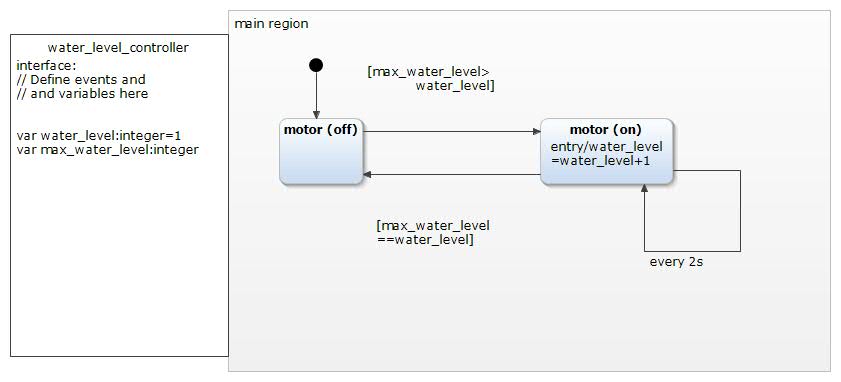 water_level_controller
interface:
// Define events and
// and variables here
var water_level:integer=1
var max_water_level:integer
main region
[max_water_level>
water_level]
motor (off)
motor (on)
entry/water_level
=water_level+1
[max_water_level
==water_level]
every 2s